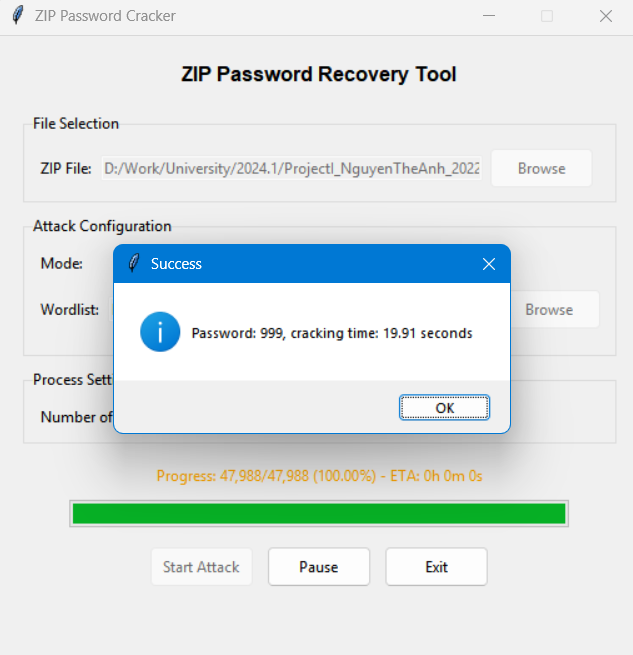 ZIP Password Cracker
ZIP Password Recovery Tool
File Selection
ZIP File: D:/Work/University/2024.1/ProjectI_NguyenTheAnh_2022 Browse
Attack Configuration
Mode:
Success
Wordlist: Browse
Password: 999, cracking time: 19.91 seconds
Process
Number of
OK
Progress: 47,988/47,988 (100.00%) - ETA: 0h 0m 0s
Start Attack Pause Exit